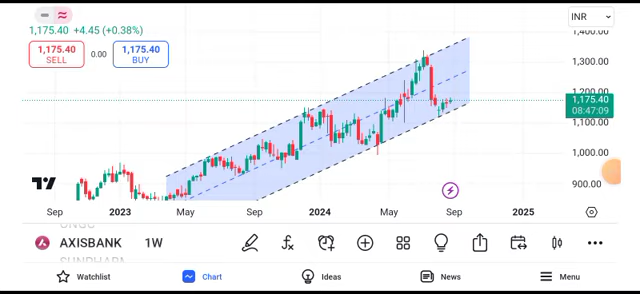 INR
1,175.40 +4.45 (+0.38%)
1,400.00
1,175.40 SELL
0.00
1,175.40 BUY
1,300.00
1,200.00
1,175.40
08:47:09
1,100.00
1,000.00
900.00
Sep 2023 May Sep 2024 May Sep 2025
ONGC
AXISBANK 1W
SUNPHARM
Watchlist Chart Ideas News Menu